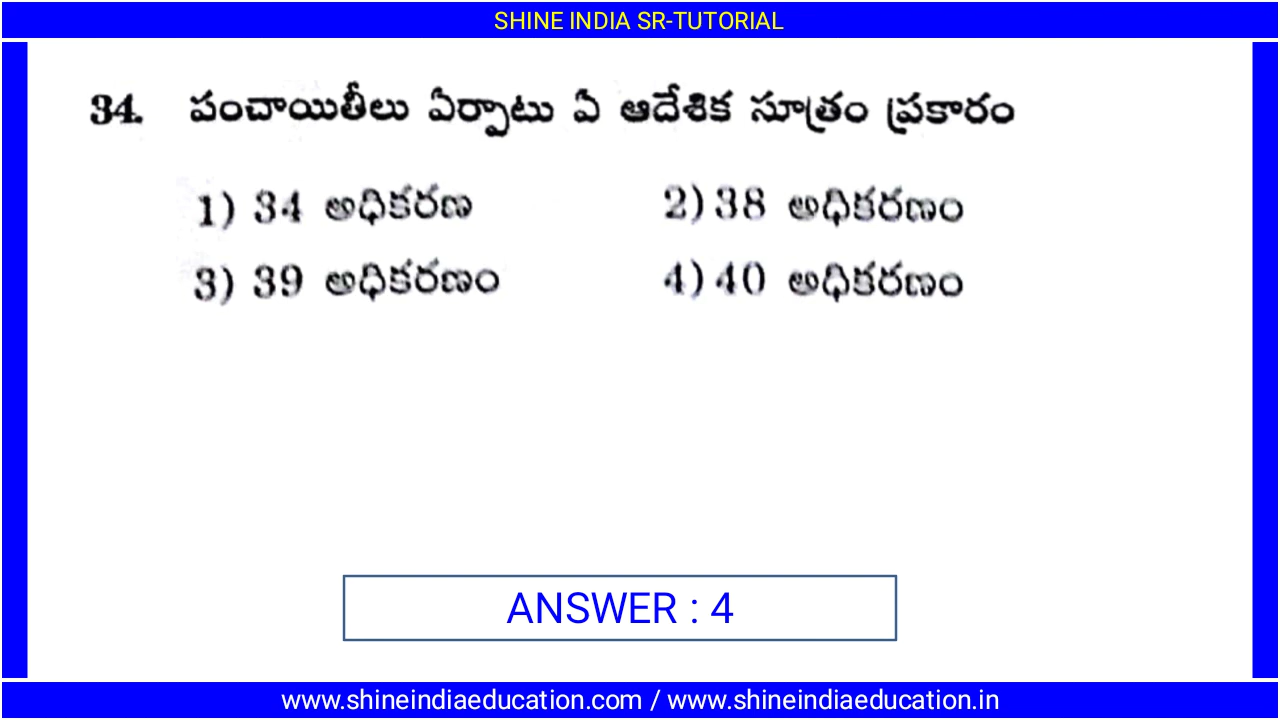 SHINE INDIA SR-TUTORIAL
34. పంచాయితీలు ఏర్పాటు ఏ ఆదేశిక సూత్రం ప్రకారం
1) 34 అధికరణ 2) 38 అధికరణం
3) 39 అధికరణం 4) 40 అధికరణం
ANSWER : 4
www.shineindiaeducation.com / www.shineindiaeducation.in